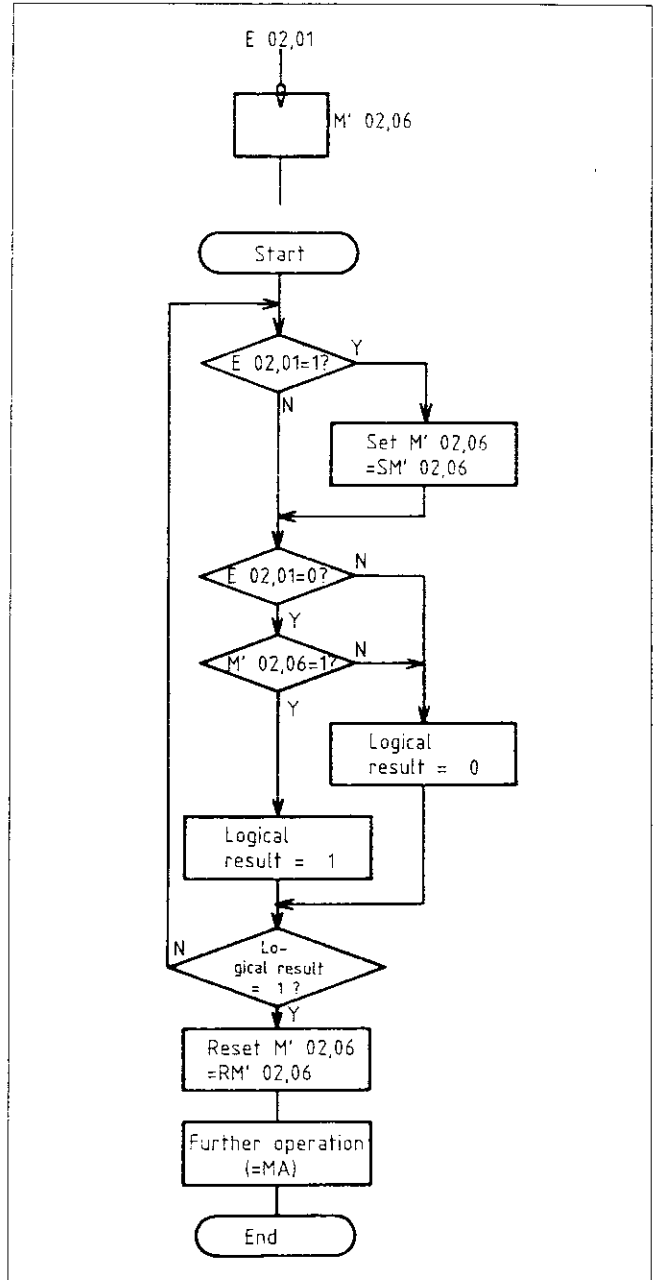 E 02,01
M' 02,06
Start
E 02,01=1?
Y
N
Set M' 02,06
=SM' 02,06
E 02,01=0?
N
Y
M' 02,06=1?
N
Y
Logical
result = 0
Logical
result = 1
N
Lo-
gical result
= 1 ?
Y
Reset M' 02,06
=RM' 02,06
Further operation
(=MA)
End